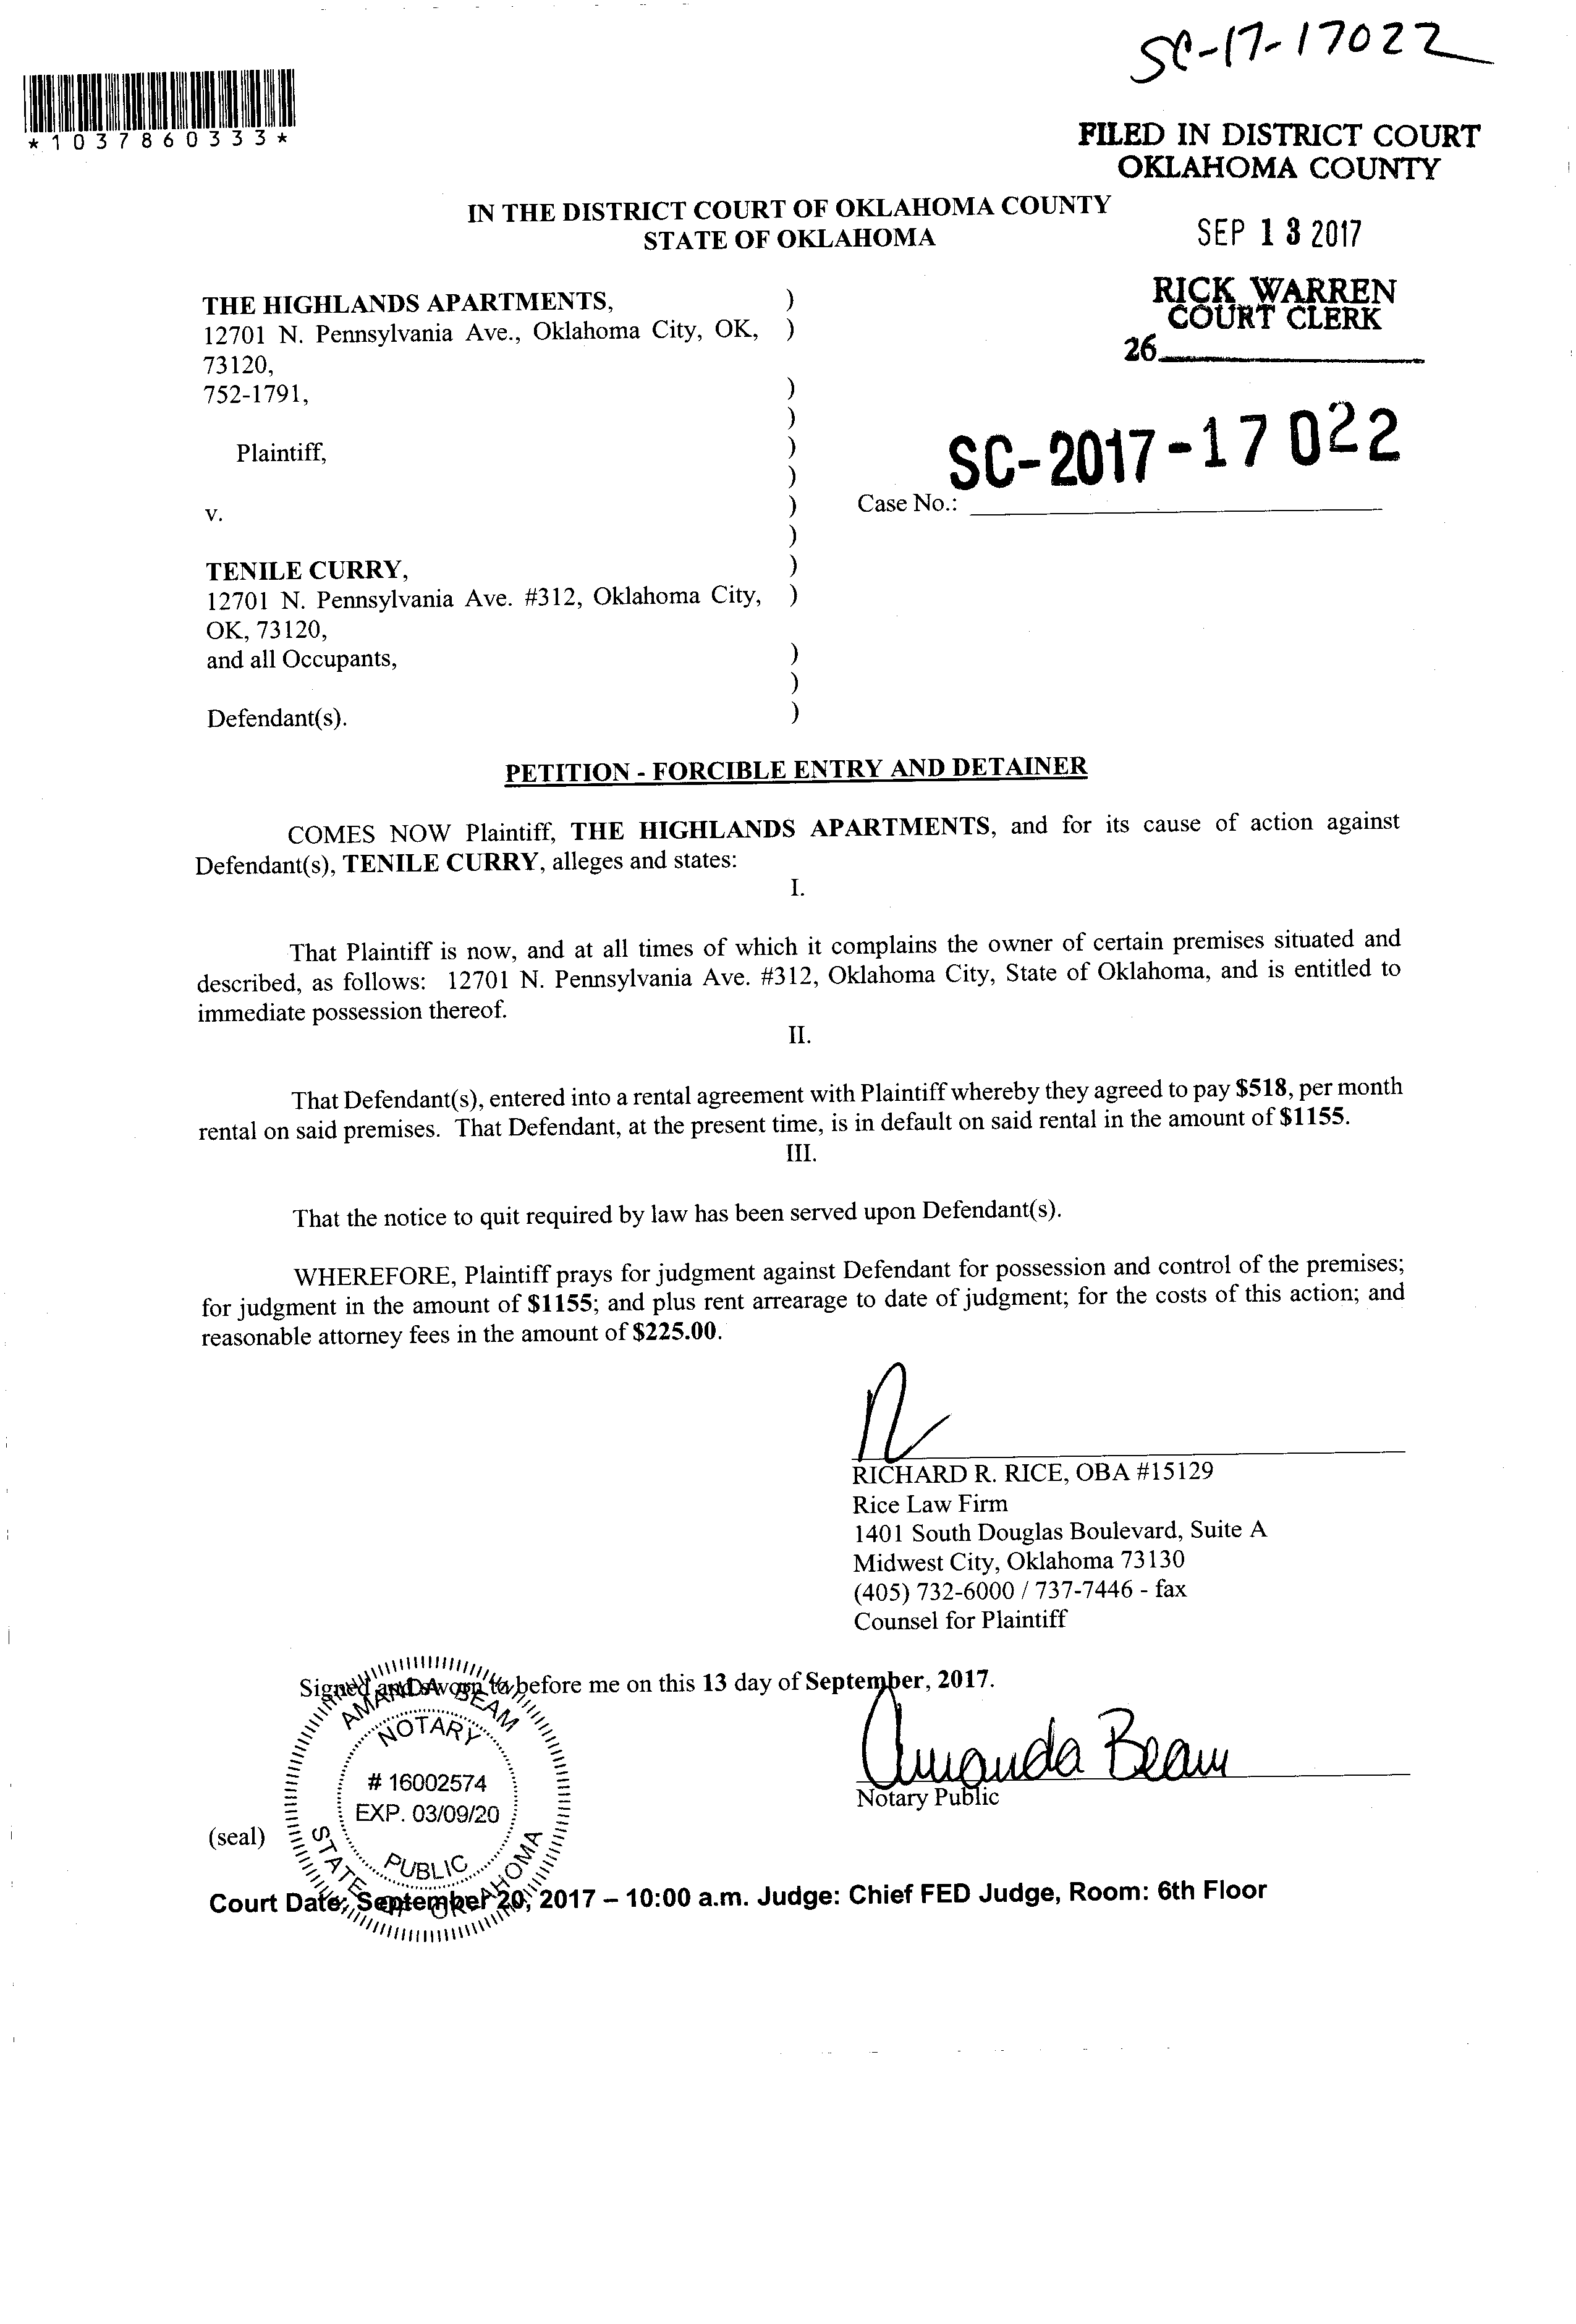 SC-17-17022
*1037860333*
FILED IN DISTRICT COURT
OKLAHOMA COUNTY
IN THE DISTRICT COURT OF OKLAHOMA COUNTY
STATE OF OKLAHOMA
SEP 13 2017
RICK WARREN
COURT CLERK
26
THE HIGHLANDS APARTMENTS, )
12701 N. Pennsylvania Ave., Oklahoma City, OK, )
73120,
752-1791, )
)
Plaintiff, )
)
v. )
)
SC-2017-17022
Case No.:
TENILE CURRY, )
12701 N. Pennsylvania Ave. #312, Oklahoma City, )
OK, 73120,
and all Occupants, )
)
Defendant(s). )
PETITION - FORCIBLE ENTRY AND DETAINER
COMES NOW Plaintiff, THE HIGHLANDS APARTMENTS, and for its cause of action against
Defendant(s), TENILE CURRY, alleges and states:
I.
That Plaintiff is now, and at all times of which it complains the owner of certain premises situated and
described, as follows: 12701 N. Pennsylvania Ave. #312, Oklahoma City, State of Oklahoma, and is entitled to
immediate possession thereof.
II.
That Defendant(s), entered into a rental agreement with Plaintiff whereby they agreed to pay $518, per month
rental on said premises. That Defendant, at the present time, is in default on said rental in the amount of $1155.
III.
That the notice to quit required by law has been served upon Defendant(s).
WHEREFORE, Plaintiff prays for judgment against Defendant for possession and control of the premises;
for judgment in the amount of $1155; and plus rent arrearage to date of judgment; for the costs of this action; and
reasonable attorney fees in the amount of $225.00.
RICHARD R. RICE, OBA #15129
Rice Law Firm
1401 South Douglas Boulevard, Suite A
Midwest City, Oklahoma 73130
(405) 732-6000 / 737-7446 - fax
Counsel for Plaintiff
Signed and sworn to before me on this 13 day of September, 2017.
Amanda Beam
Notary Public
AMANDA BEAM
NOTARY
# 16002574
EXP. 03/09/20
PUBLIC
STATE OF OKLAHOMA
(seal)
Court Date: September 20, 2017 – 10:00 a.m. Judge: Chief FED Judge, Room: 6th Floor